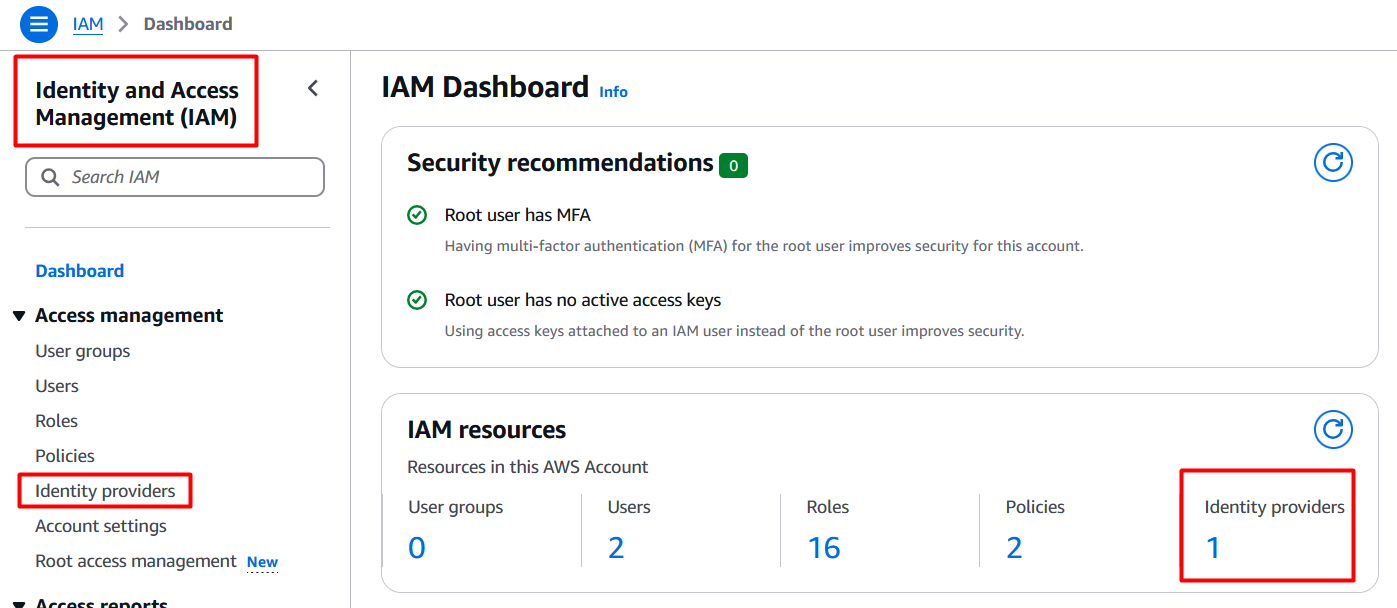 IAM > Dashboard
Identity and Access
Management (IAM)
Search IAM
Dashboard
Access management
User groups
Users
Roles
Policies
Identity providers
Account settings
Root access management New
Access reports
IAM Dashboard Info
Security recommendations 0
Root user has MFA
Having multi-factor authentication (MFA) for the root user improves security for this account.
Root user has no active access keys
Using access keys attached to an IAM user instead of the root user improves security.
IAM resources
Resources in this AWS Account
User groups Users Roles Policies Identity providers
0 2 16 2 1